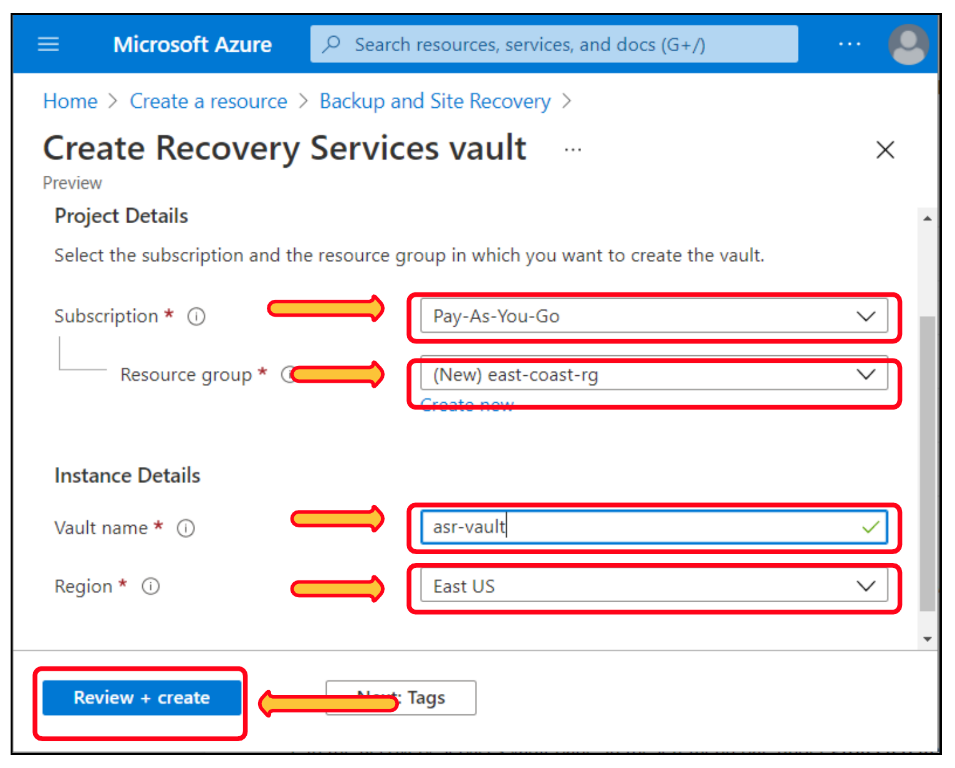 Microsoft Azure
Search resources, services, and docs (G+/)
Home > Create a resource > Backup and Site Recovery >
Create Recovery Services vault ...
Preview
Project Details
Select the subscription and the resource group in which you want to create the vault.
Subscription * Pay-As-You-Go
Resource group * (New) east-coast-rg
Create new
Instance Details
Vault name * asr-vault
Region * East US
Review + create
Next: Tags